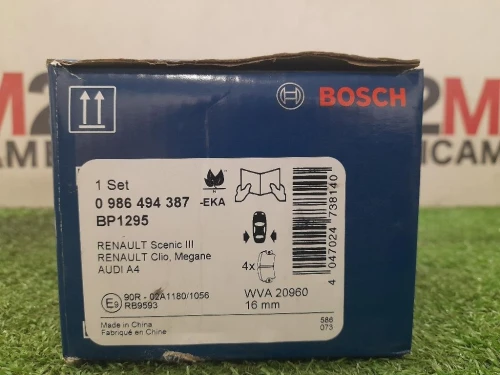 BOSCH
1 Set
0 986 494 387 -EKA
BP1295
RENAULT Scenic III
RENAULT Clio, Megane
AUDI A4
4x
E9 90R - 02A1180/1056
RB9593
WVA 20960
16 mm
Made in China
Fabriqué en Chine
586
073
4 047024 738140